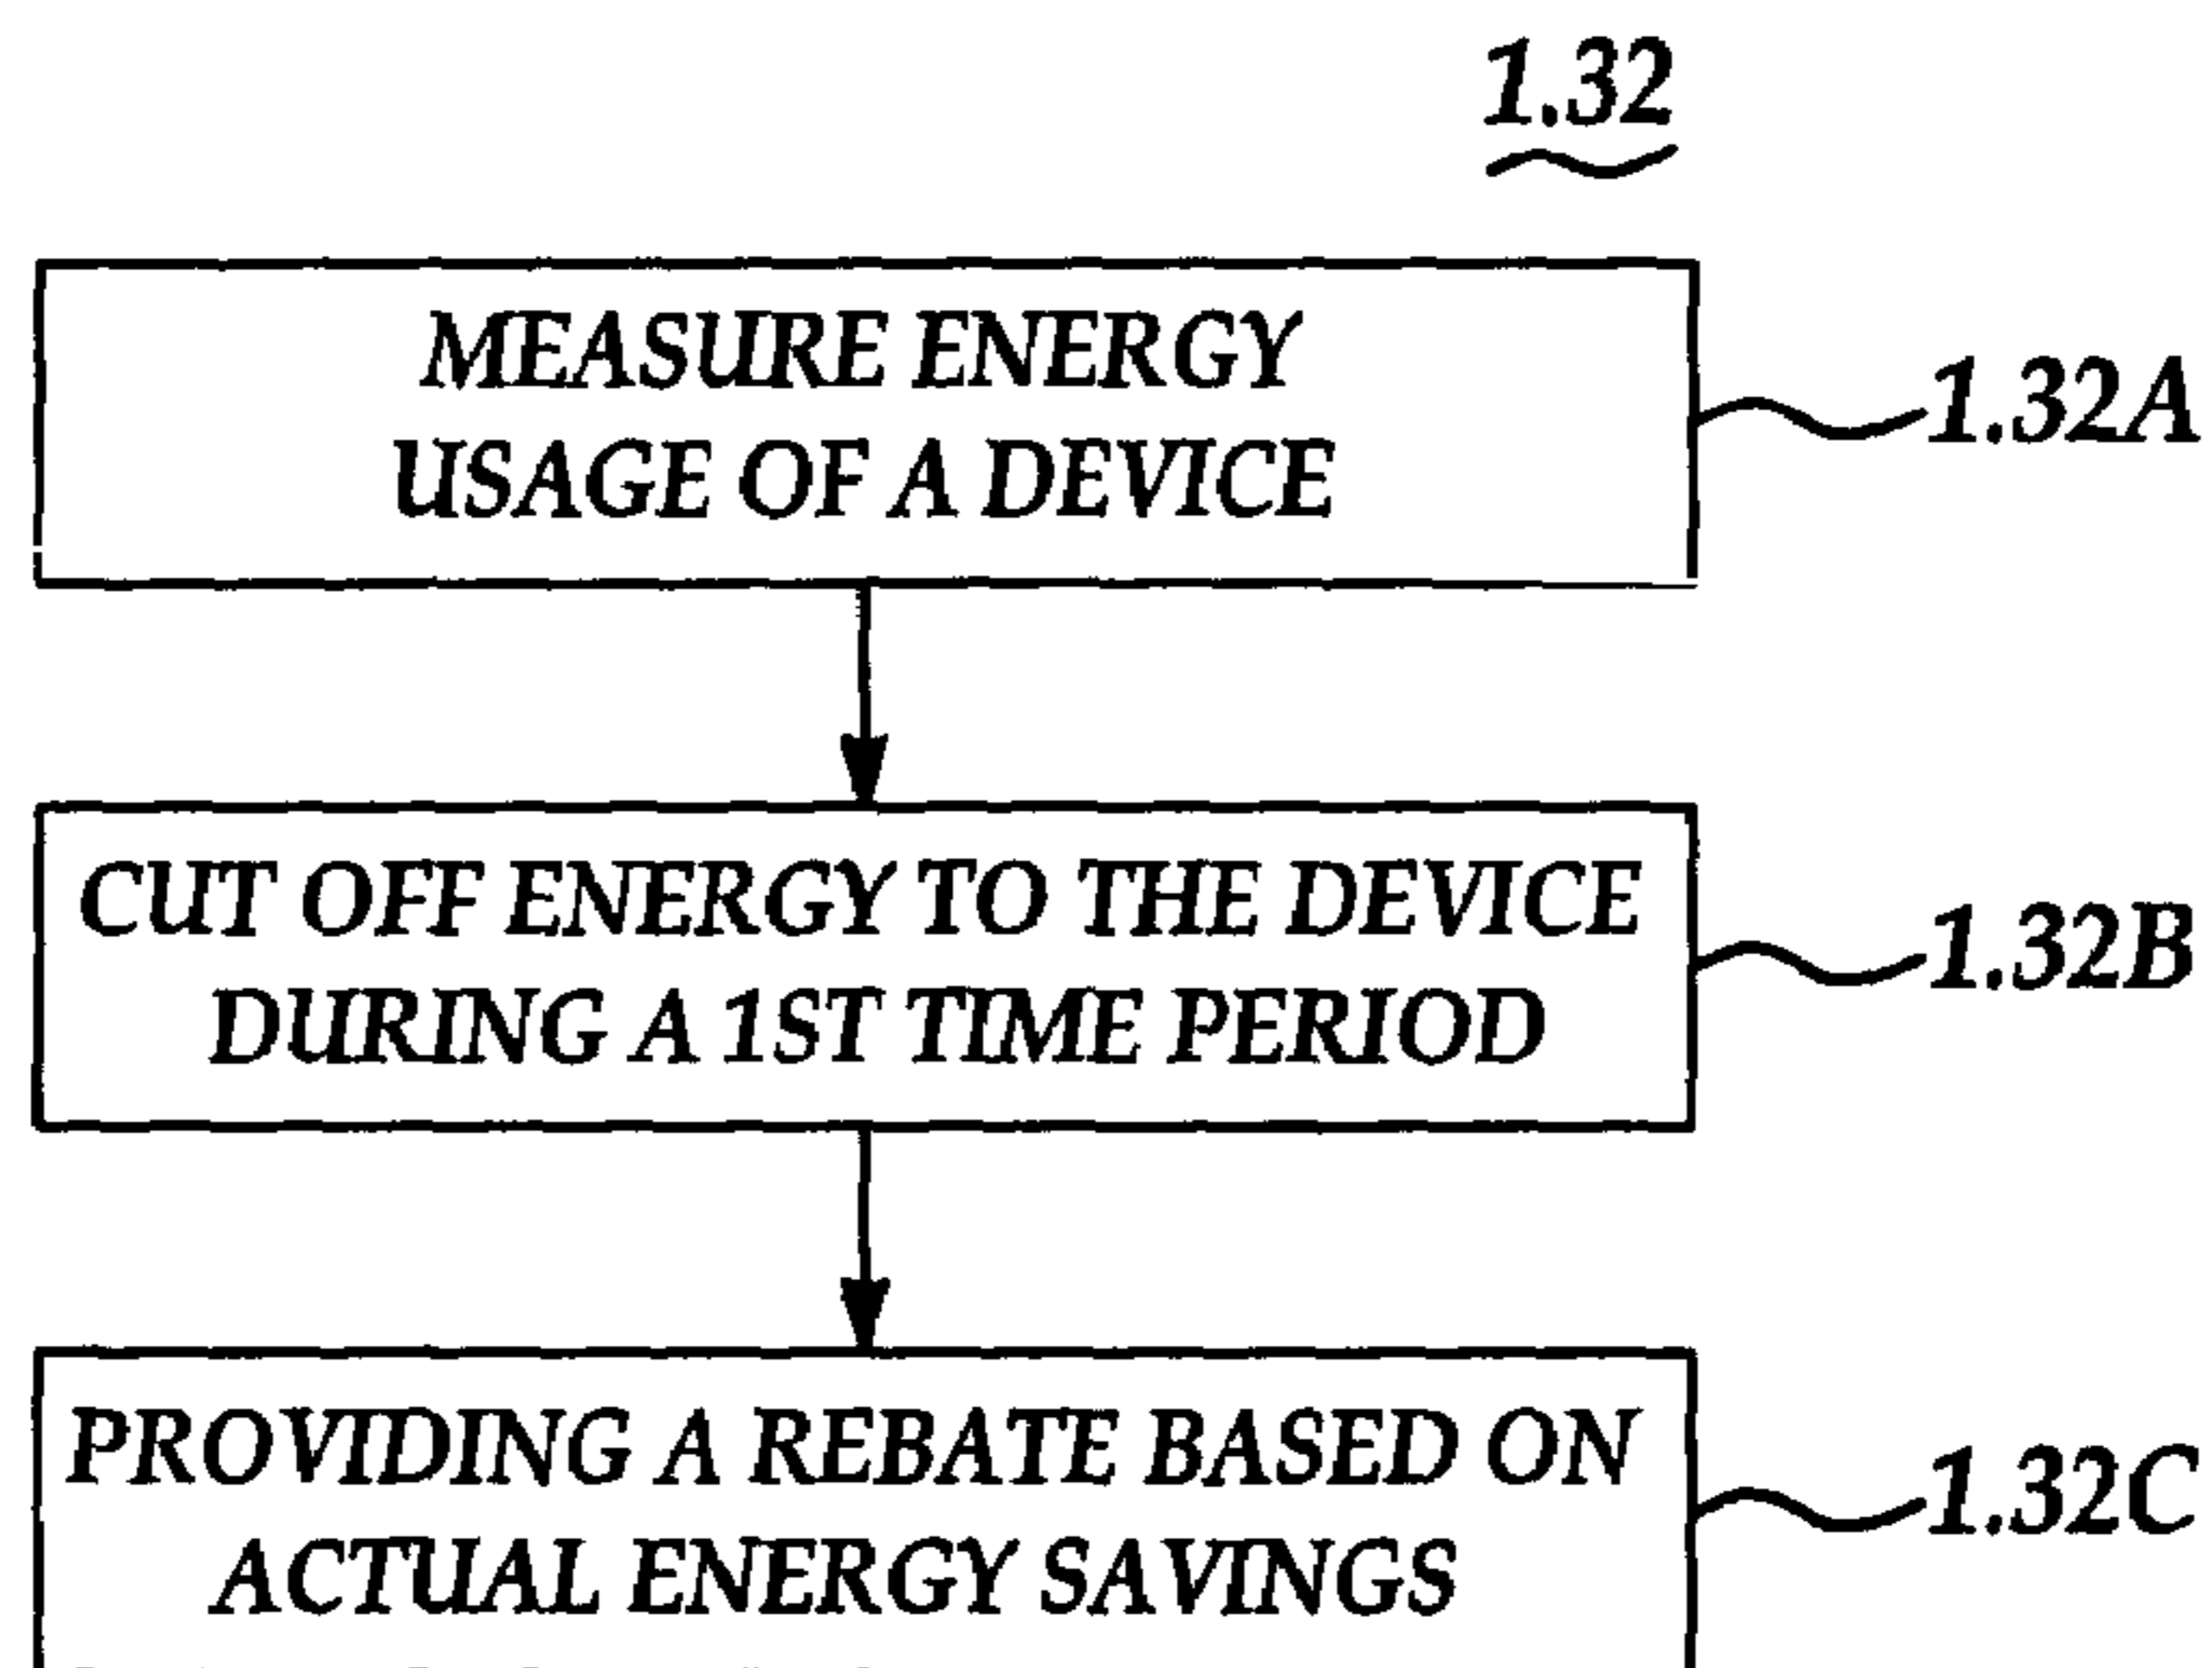 1.32
MEASURE ENERGY
USAGE OF A DEVICE
1.32A
CUT OFF ENERGY TO THE DEVICE
DURING A 1ST TIME PERIOD
1.32B
PROVIDING A REBATE BASED ON
ACTUAL ENERGY SAVINGS
1.32C